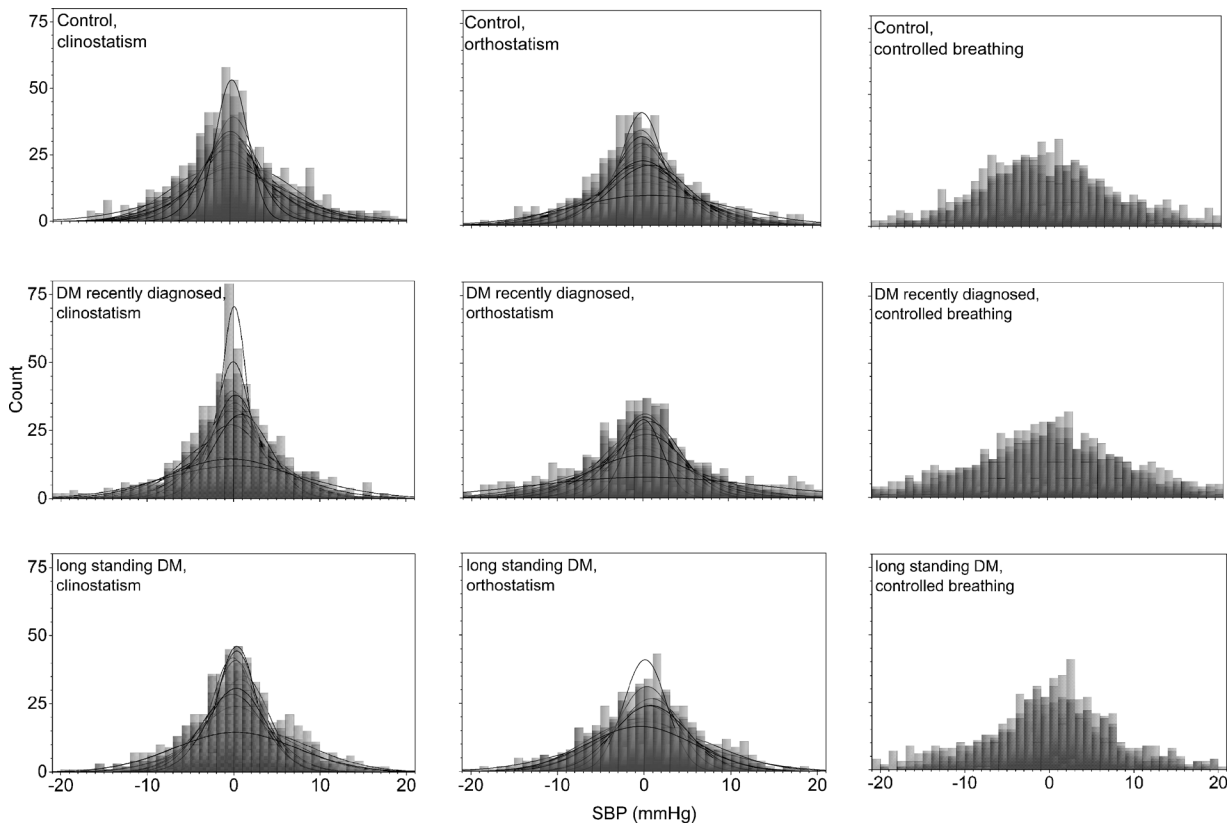 75
50
25
0
Control,
clinostatism
Control,
orthostatism
Control,
controlled breathing
Count
75
50
25
0
DM recently diagnosed,
clinostatism
DM recently diagnosed,
orthostatism
DM recently diagnosed,
controlled breathing
75
50
25
0
long standing DM,
clinostatism
long standing DM,
orthostatism
long standing DM,
controlled breathing
-20 -10 0 10 20
-20 -10 0 10 20
-20 -10 0 10 20
SBP (mmHg)